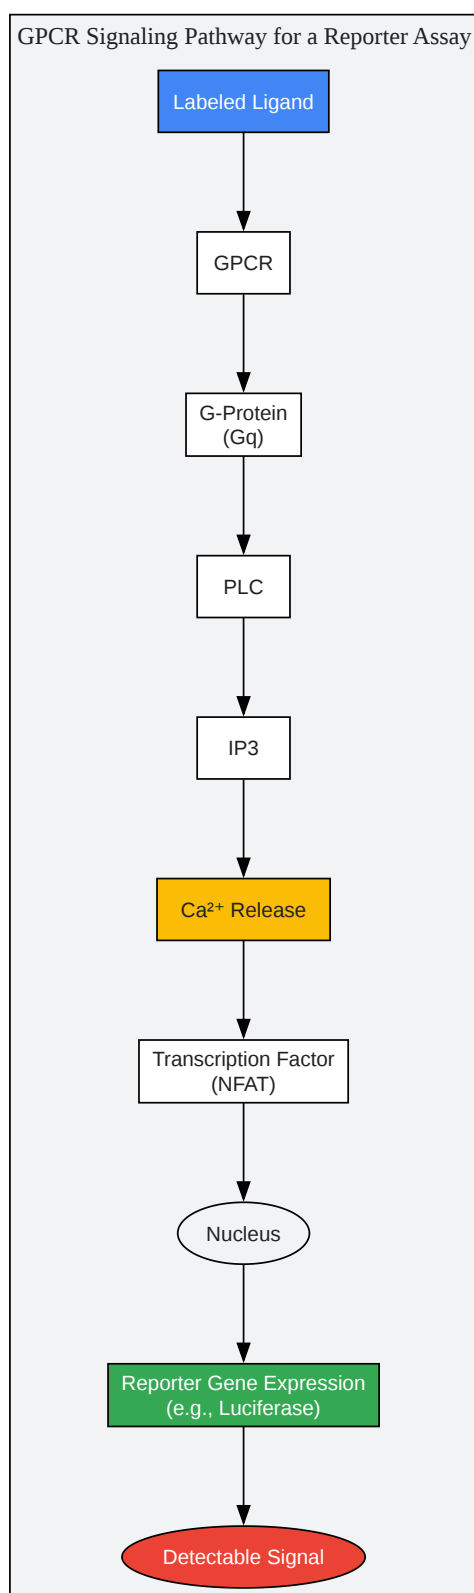 GPCR Signaling Pathway for a Reporter Assay
Labeled Ligand
GPCR
G-Protein
(Gq)
PLC
IP3
Ca²⁺ Release
Transcription Factor
(NFAT)
Nucleus
Reporter Gene Expression
(e.g., Luciferase)
Detectable Signal